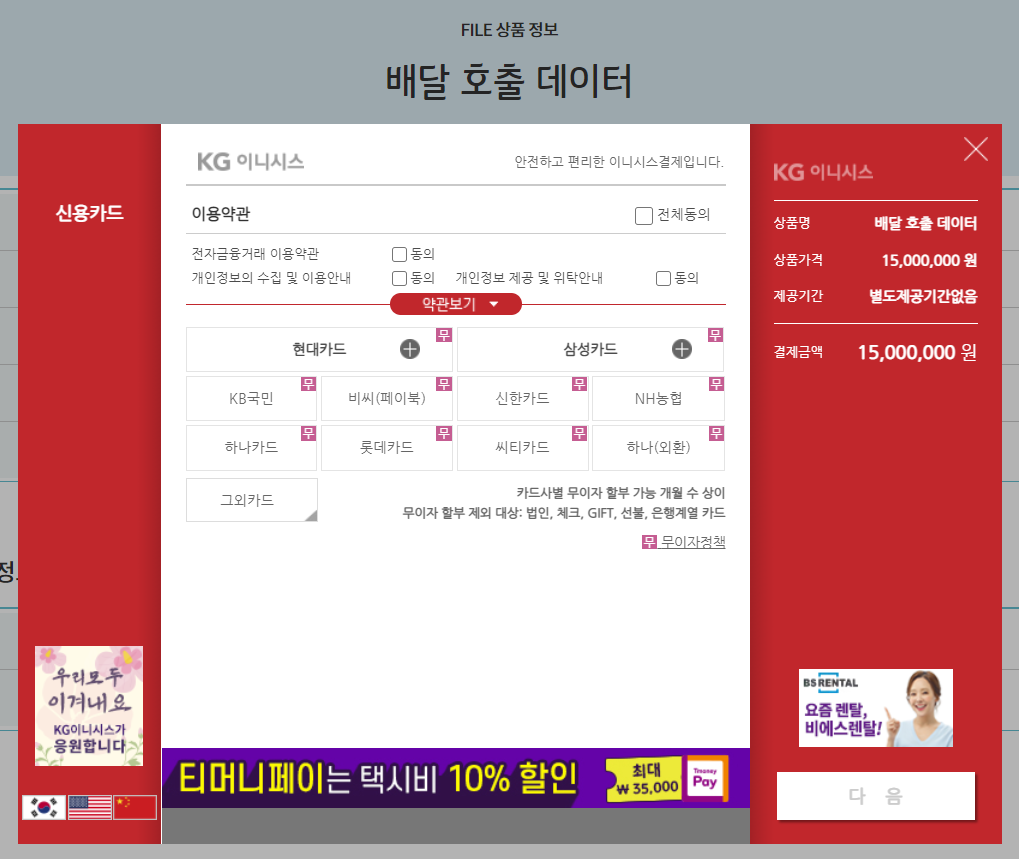 FILE 상품 정보
배달 호출 데이터
신용카드
KG 이니시스
안전하고 편리한 이니시스결제입니다.
이용약관
전체동의
전자금융거래 이용약관
동의
개인정보의 수집 및 이용안내
동의
개인정보 제공 및 위탁안내
동의
약관보기
현대카드
무
삼성카드
무
KB국민
무
비씨(페이북)
무
신한카드
무
NH농협
무
하나카드
무
롯데카드
무
씨티카드
무
하나(외환)
무
그외카드
카드사별 무이자 할부 가능 개월 수 상이
무이자 할부 제외 대상: 법인, 체크, GIFT, 선불, 은행계열 카드
무 무이자정책
KG 이니시스
상품명
배달 호출 데이터
상품가격
15,000,000 원
제공기간
별도제공기간없음
결제금액
15,000,000 원
정
우리모두
이겨내요
KG이니시스가
응원합니다
BS RENTAL
요즘 렌탈,
비에스렌탈!
티머니페이는 택시비 10% 할인
최대
₩35,000
Tmoney
Pay
다 음